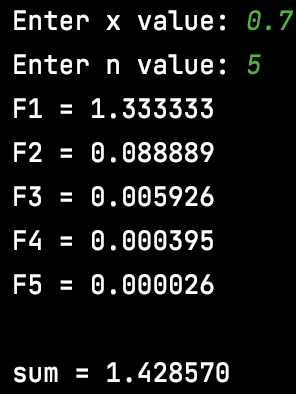 Enter x value: 0.7
Enter n value: 5
F1 = 1.333333
F2 = 0.088889
F3 = 0.005926
F4 = 0.000395
F5 = 0.000026
sum = 1.428570